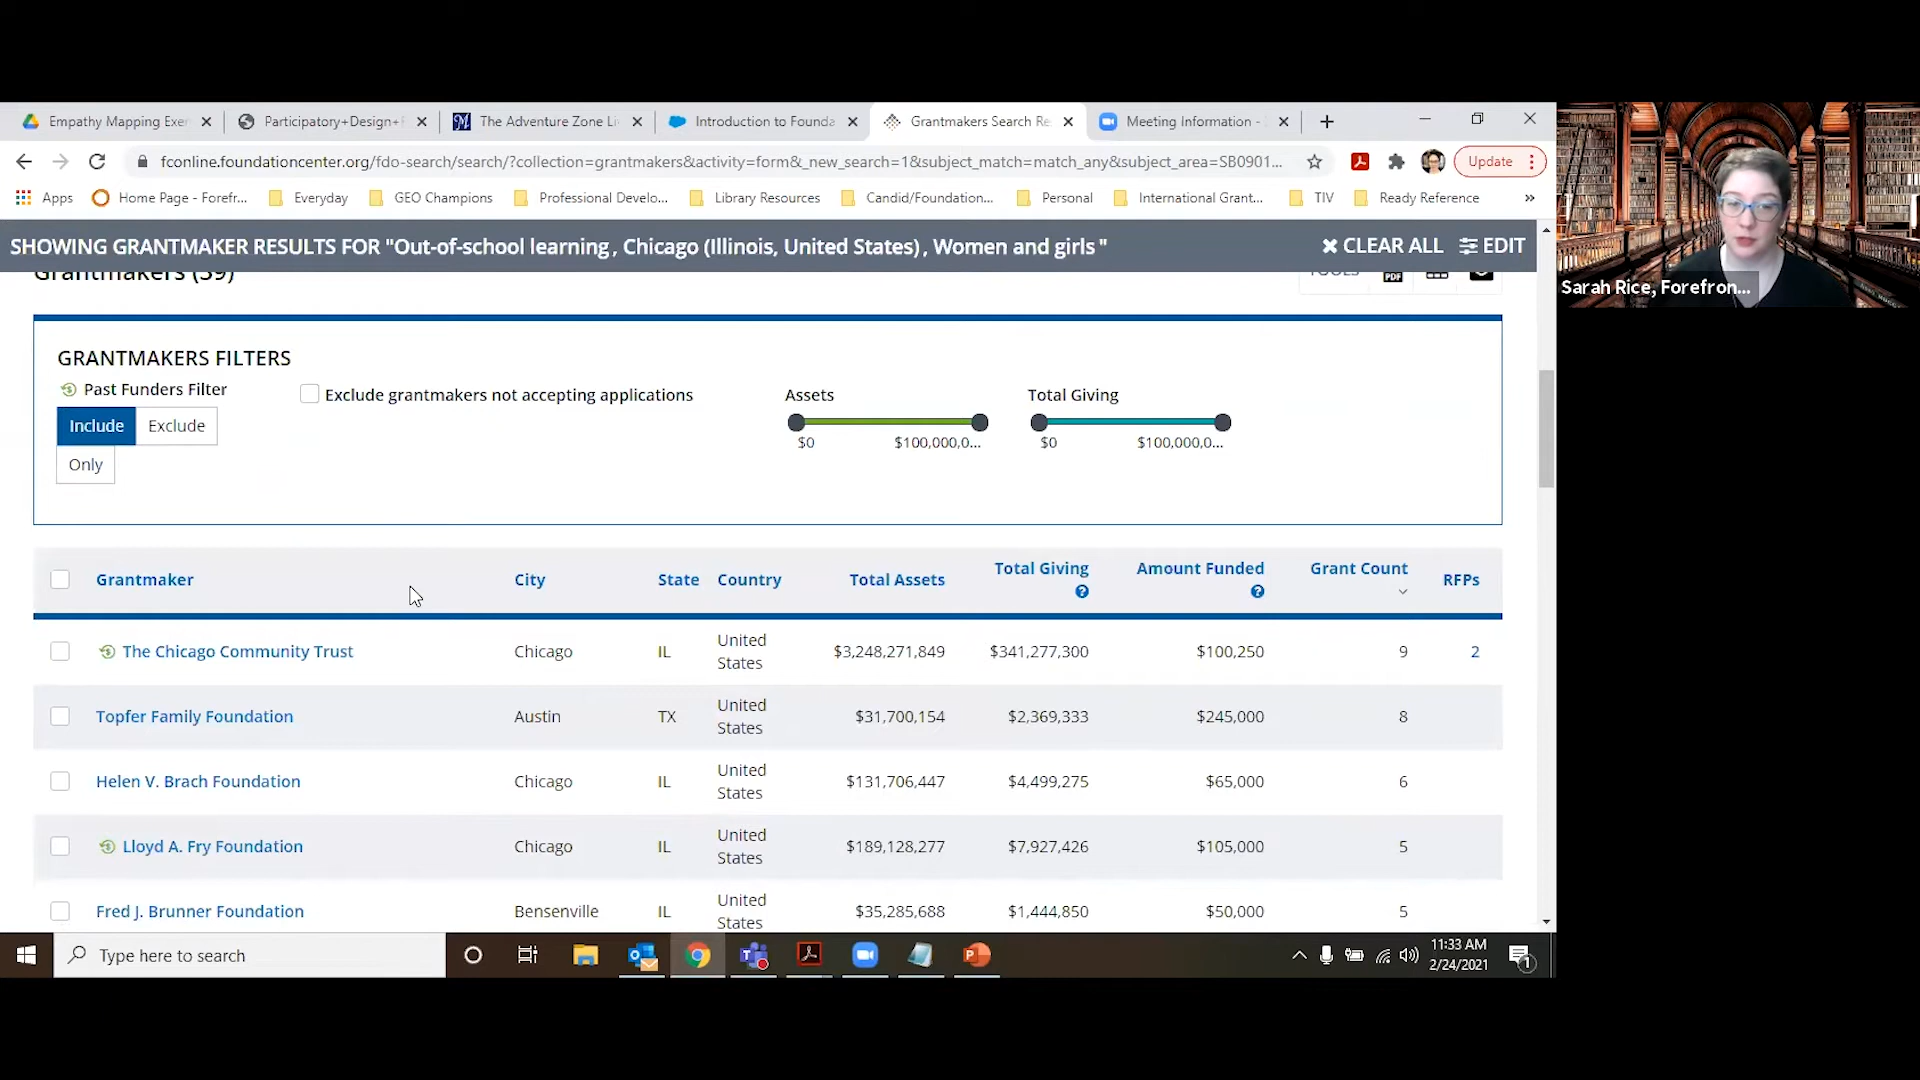 Empathy Mapping Exer
Participatory+Design+
The Adventure Zone Li
Introduction to Founda
Grantmakers Search Re
Meeting Information -
fconline.foundationcenter.org/fdo-search/search/?collection=grantmakers&activity=form&_new_search=1&subject_match=match_any&subject_area=SB0901...
Update
Apps
Home Page - Forefr...
Everyday
GEO Champions
Professional Develo...
Library Resources
Candid/Foundation...
Personal
International Grant...
TIV
Ready Reference
»
SHOWING GRANTMAKER RESULTS FOR "Out-of-school learning, Chicago (Illinois, United States), Women and girls"
CLEAR ALL
EDIT
Grantmakers (39)
TOOLS
PDF
GRANTMAKERS FILTERS
Past Funders Filter
Include
Exclude
Only
Exclude grantmakers not accepting applications
Assets
$0
$100,000,0...
Total Giving
$0
$100,000,0...
Grantmaker City State Country Total Assets Total Giving ? Amount Funded ? Grant Count RFPs
The Chicago Community Trust Chicago IL United States $3,248,271,849 $341,277,300 $100,250 9 2
Topfer Family Foundation Austin TX United States $31,700,154 $2,369,333 $245,000 8
Helen V. Brach Foundation Chicago IL United States $131,706,447 $4,499,275 $65,000 6
Lloyd A. Fry Foundation Chicago IL United States $189,128,277 $7,927,426 $105,000 5
Fred J. Brunner Foundation Bensenville IL United States $35,285,688 $1,444,850 $50,000 5
Type here to search
11:33 AM
2/24/2021
1
Sarah Rice, Forefron...